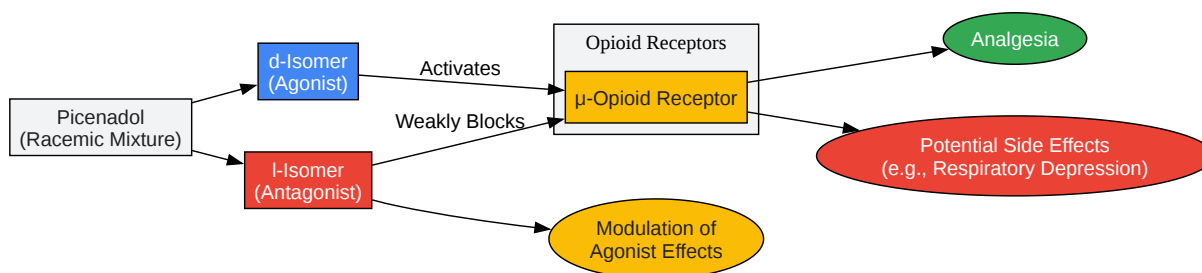 Picenadol
(Racemic Mixture)
d-Isomer
(Agonist)
l-Isomer
(Antagonist)
Activates
Weakly Blocks
Opioid Receptors
μ-Opioid Receptor
Modulation of
Agonist Effects
Analgesia
Potential Side Effects
(e.g., Respiratory Depression)